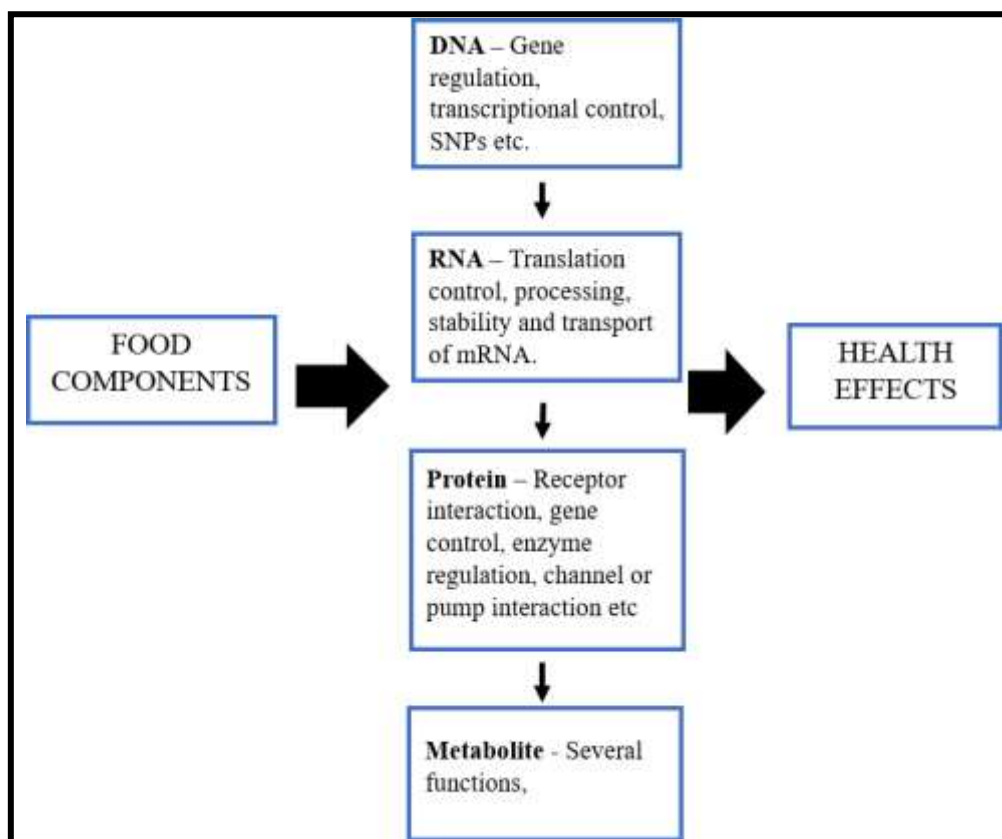 DNA – Gene
regulation,
transcriptional control,
SNPs etc.
RNA – Translation
control, processing,
stability and transport
of mRNA.
FOOD
COMPONENTS
HEALTH
EFFECTS
Protein – Receptor
interaction, gene
control, enzyme
regulation, channel or
pump interaction etc
Metabolite - Several
functions,